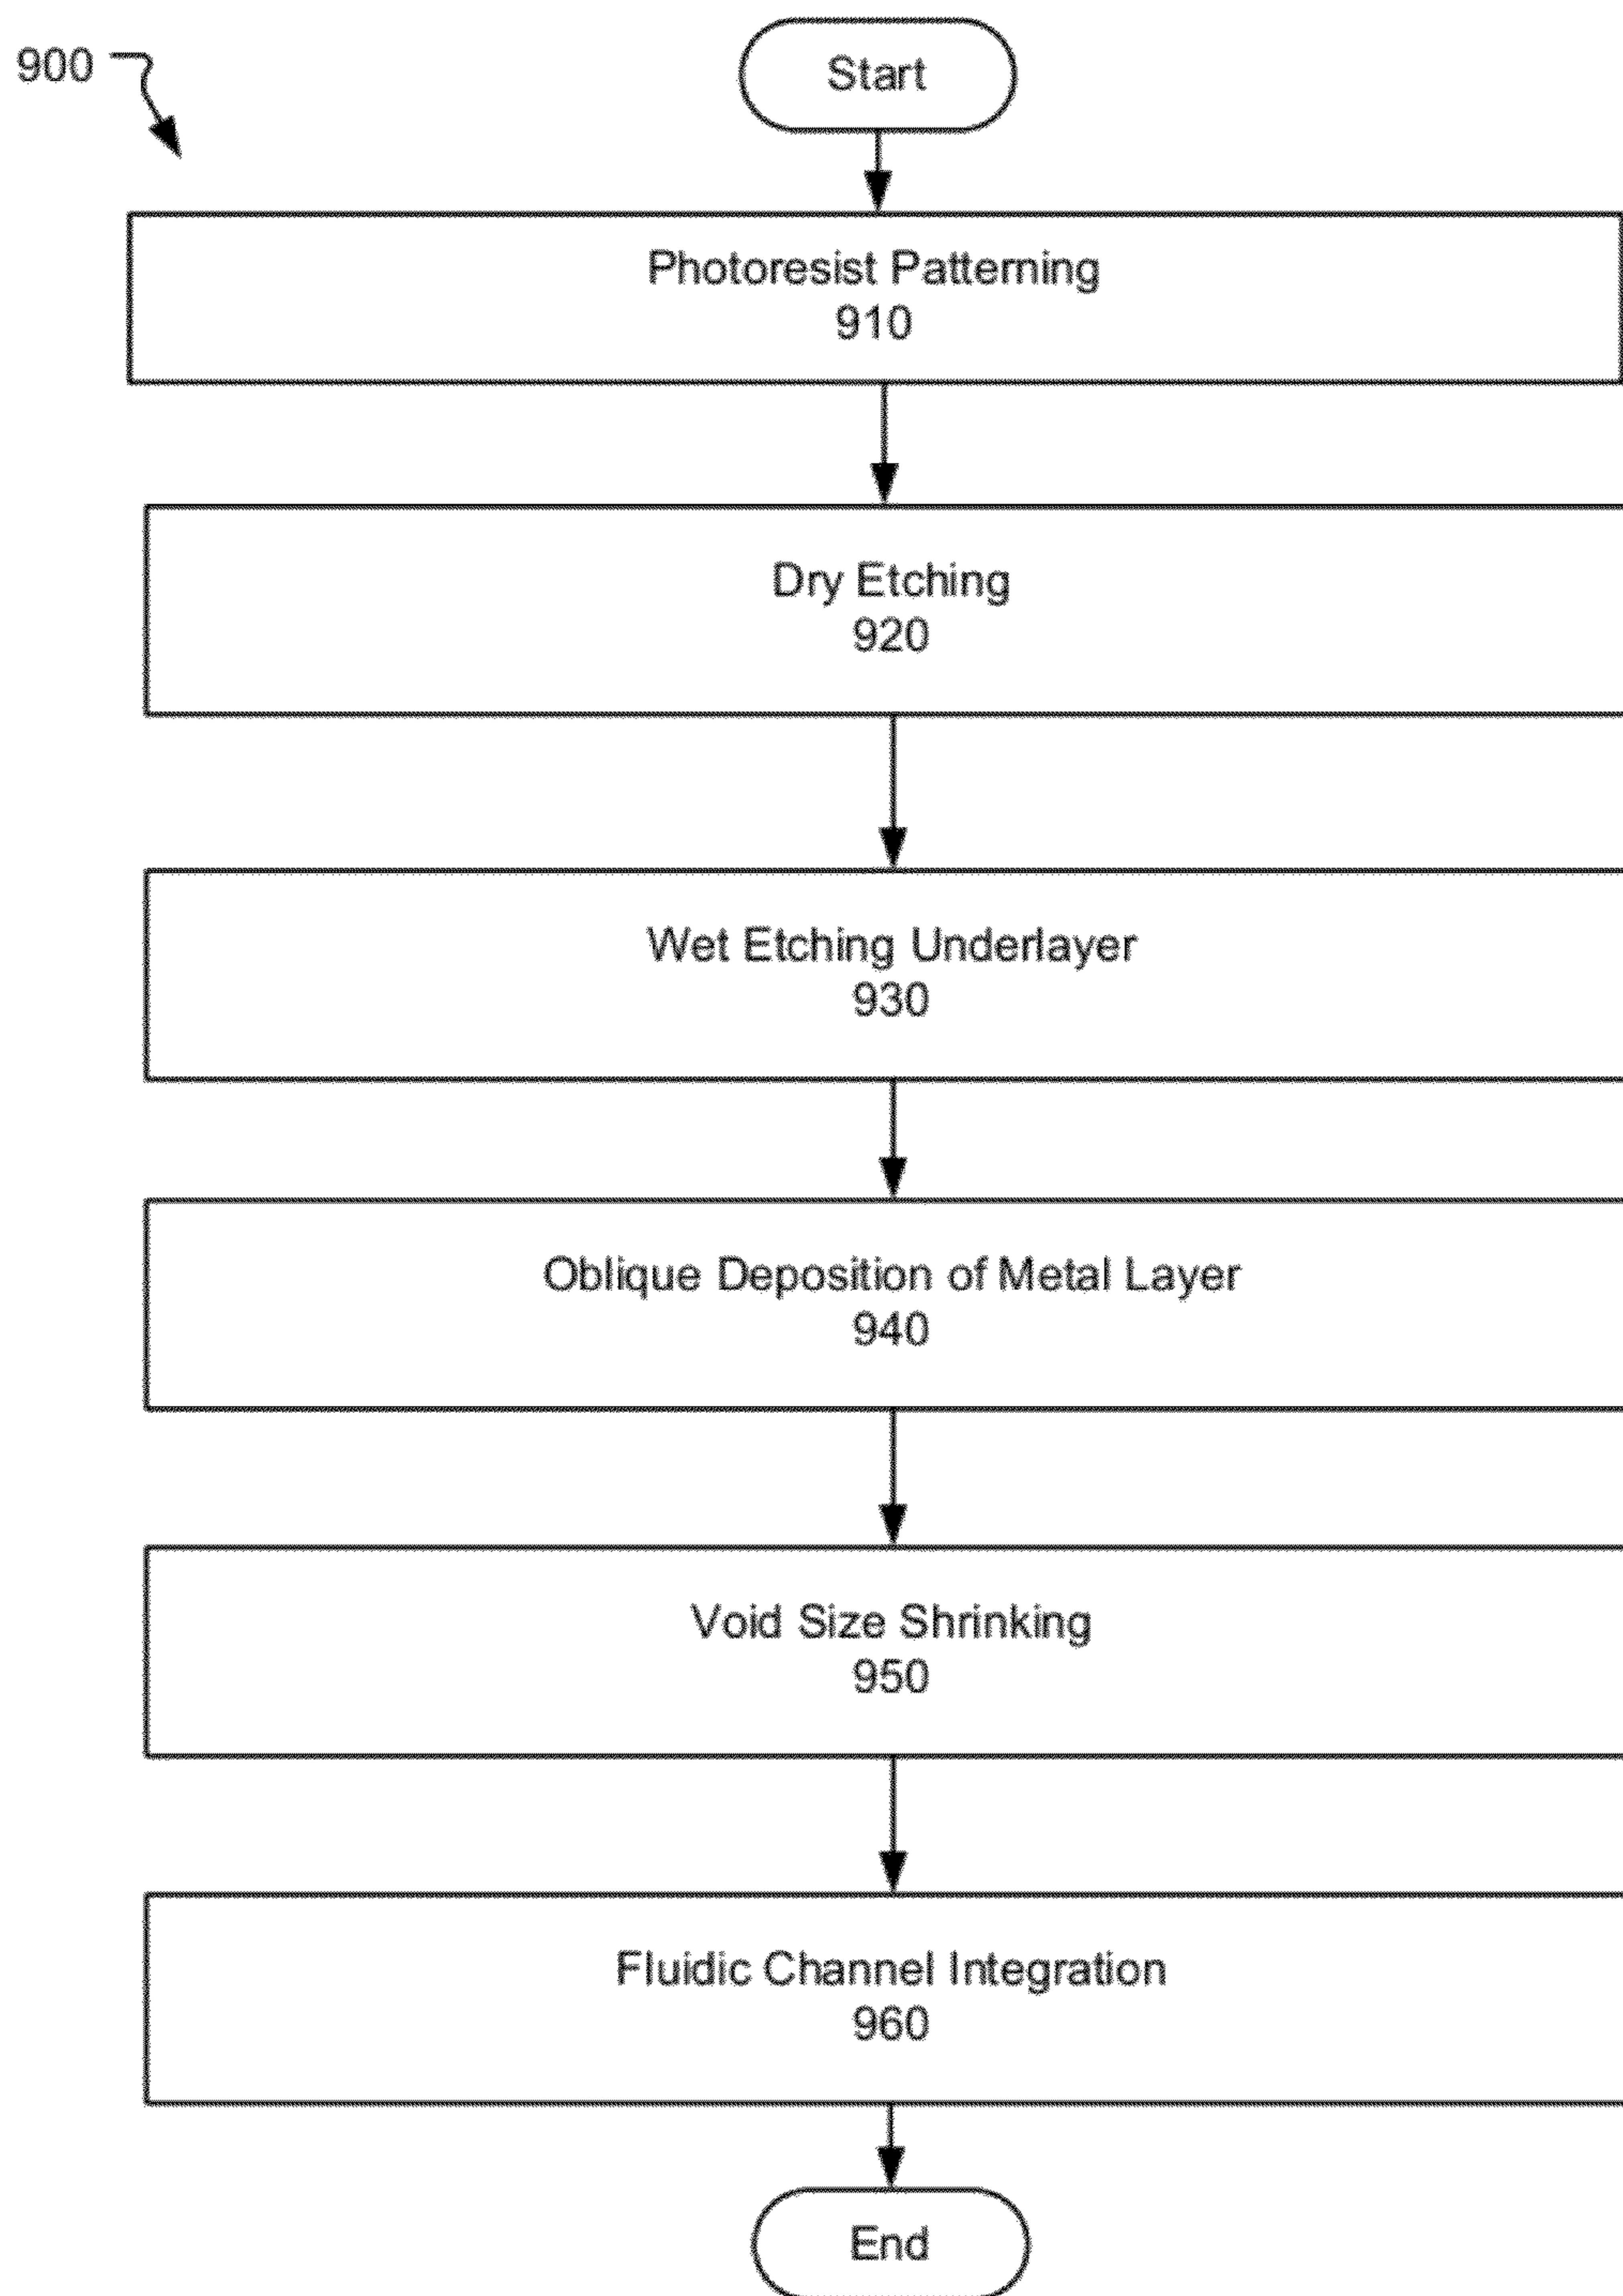 900
Start
Photoresist Patterning
910
Dry Etching
920
Wet Etching Underlayer
930
Oblique Deposition of Metal Layer
940
Void Size Shrinking
950
Fluidic Channel Integration
960
End